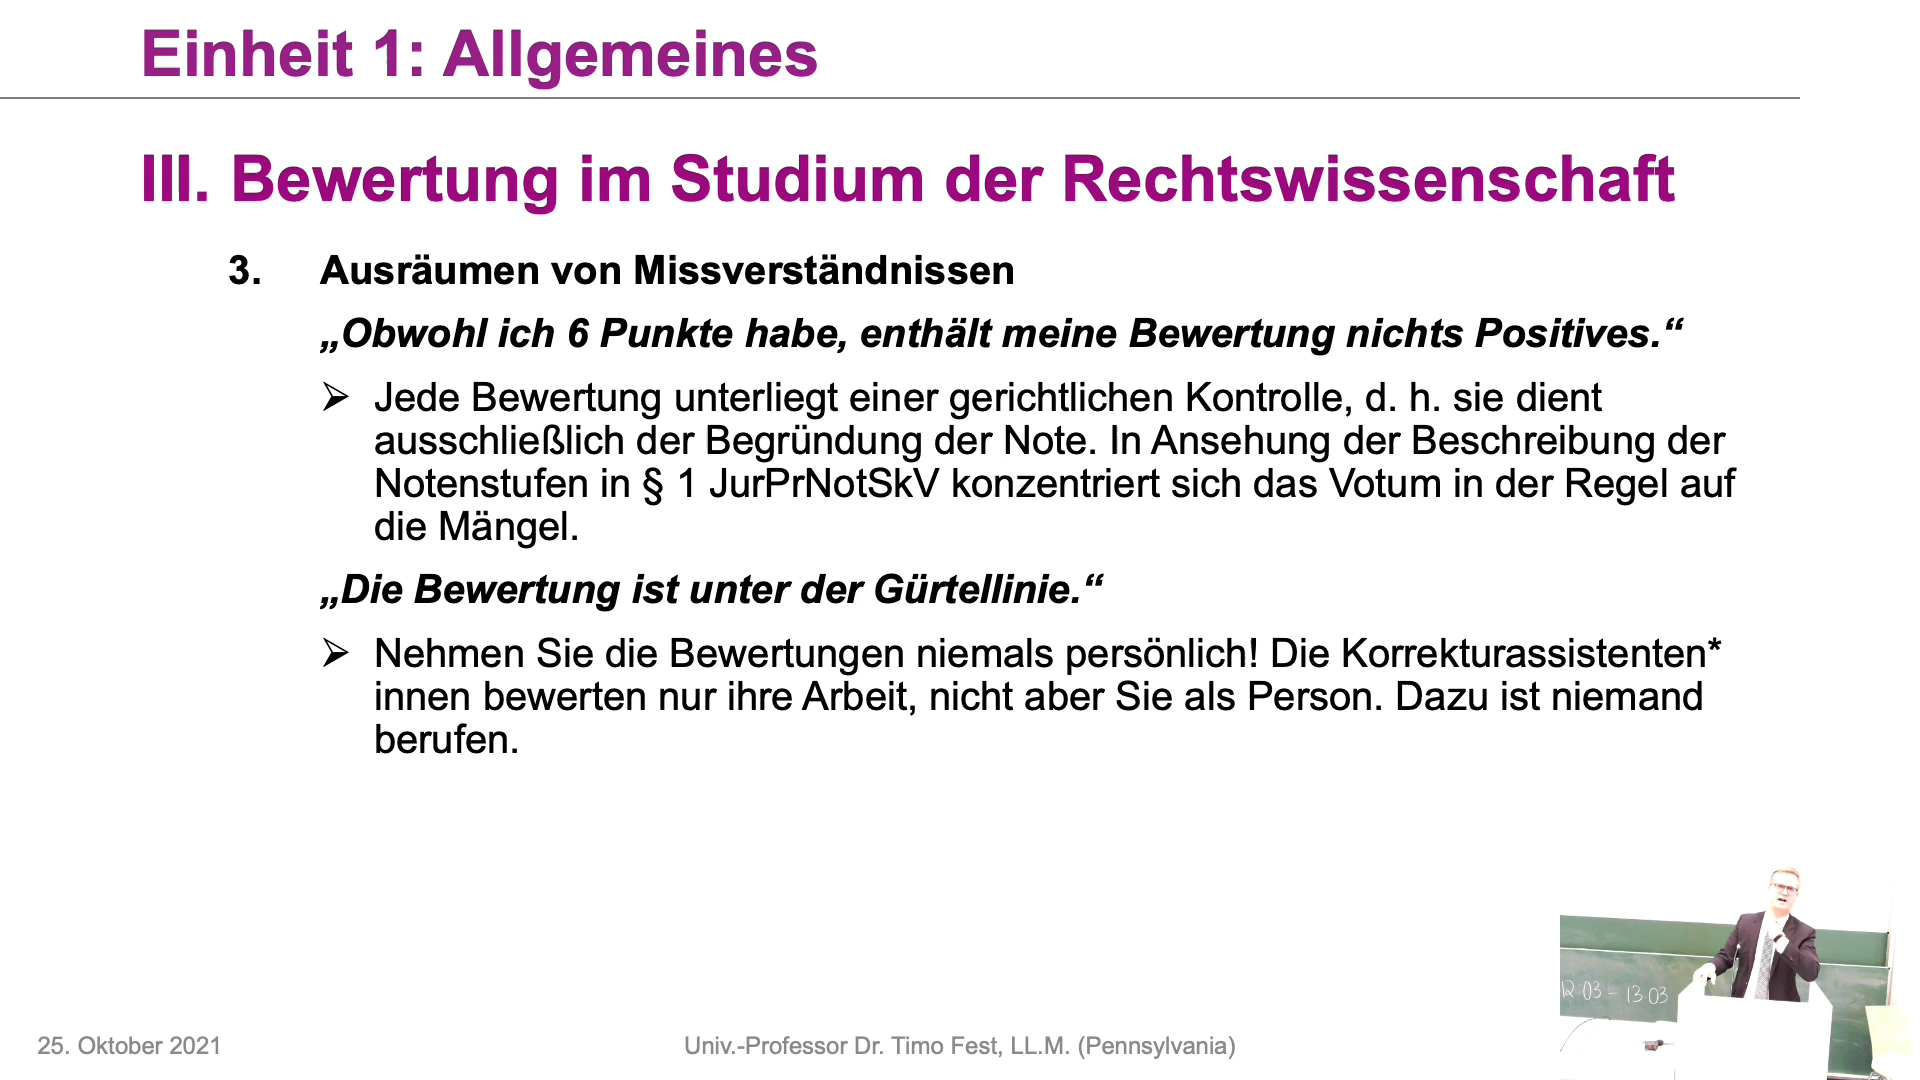 Einheit 1: Allgemeines
III. Bewertung im Studium der Rechtswissenschaft
3. Ausräumen von Missverständnissen
„Obwohl ich 6 Punkte habe, enthält meine Bewertung nichts Positives.“
➢ Jede Bewertung unterliegt einer gerichtlichen Kontrolle, d. h. sie dient
ausschließlich der Begründung der Note. In Ansehung der Beschreibung der
Notenstufen in § 1 JurPrNotSkV konzentriert sich das Votum in der Regel auf
die Mängel.
„Die Bewertung ist unter der Gürtellinie.“
➢ Nehmen Sie die Bewertungen niemals persönlich! Die Korrekturassistenten*
innen bewerten nur ihre Arbeit, nicht aber Sie als Person. Dazu ist niemand
berufen.
12:03 – 13:03
25. Oktober 2021
Univ.-Professor Dr. Timo Fest, LL.M. (Pennsylvania)